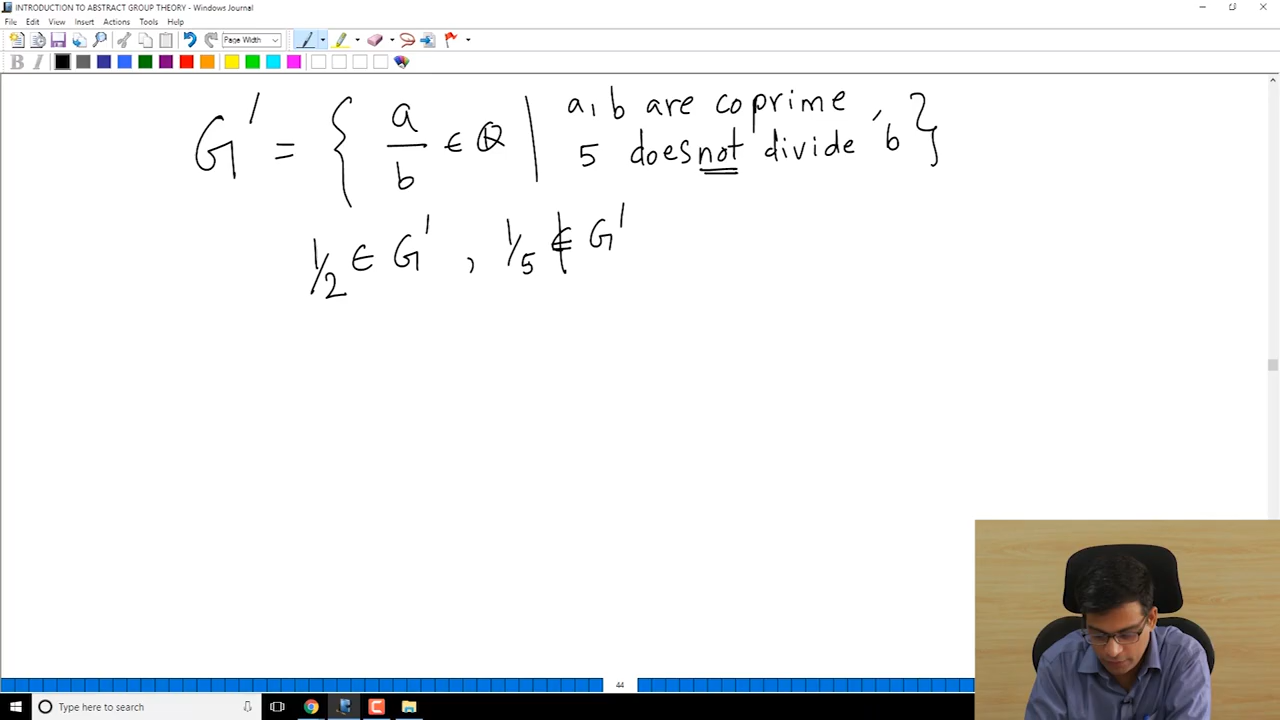 INTRODUCTION TO ABSTRACT GROUP THEORY - Windows Journal
File Edit View Insert Actions Tools Help
Page Width
B I
G' = { a/b ∈ Q | a, b are coprime
5 does not divide 'b }
1/2 ∈ G' , 1/5 ∉ G'
44
Type here to search